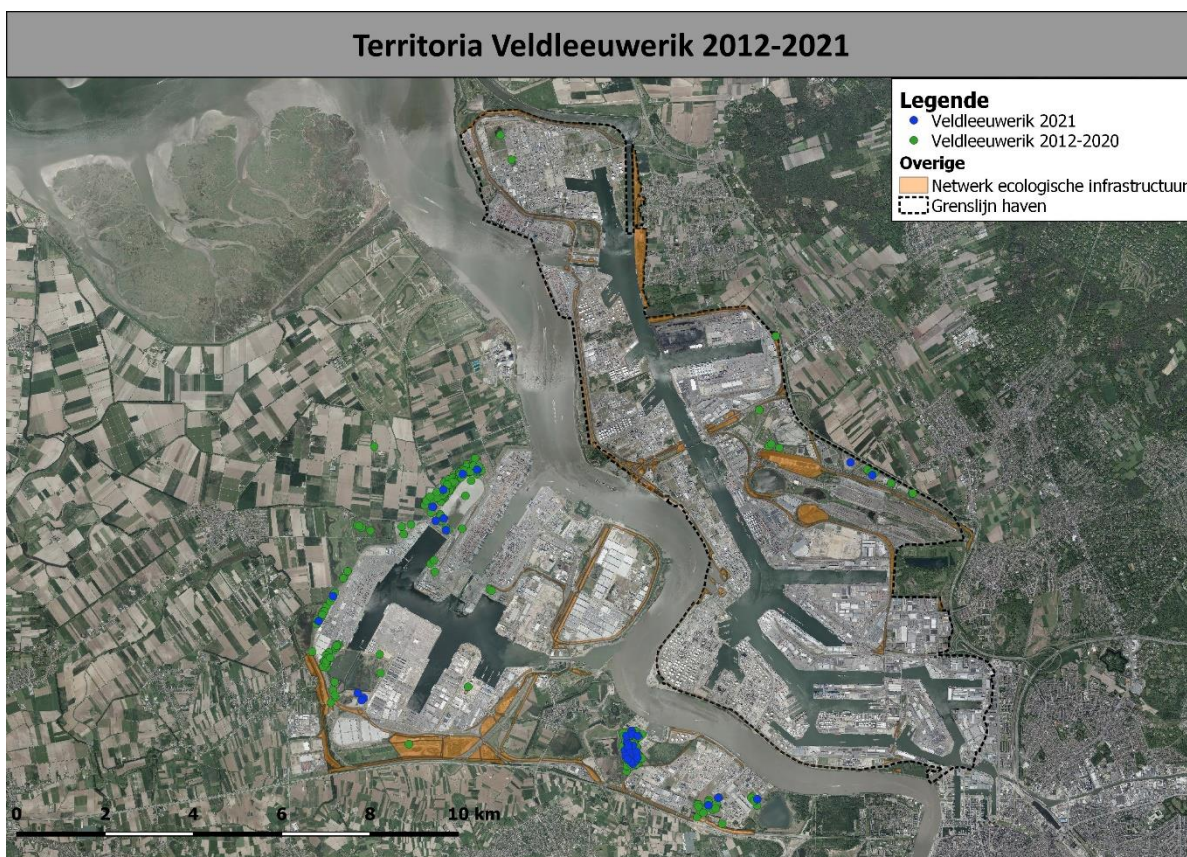 Territoria Veldleeuwerik 2012-2021
Legende
Veldleeuwerik 2021
Veldleeuwerik 2012-2020
Overige
Netwerk ecologische infrastructuur
Grenslijn haven
0 2 4 6 8 10 km